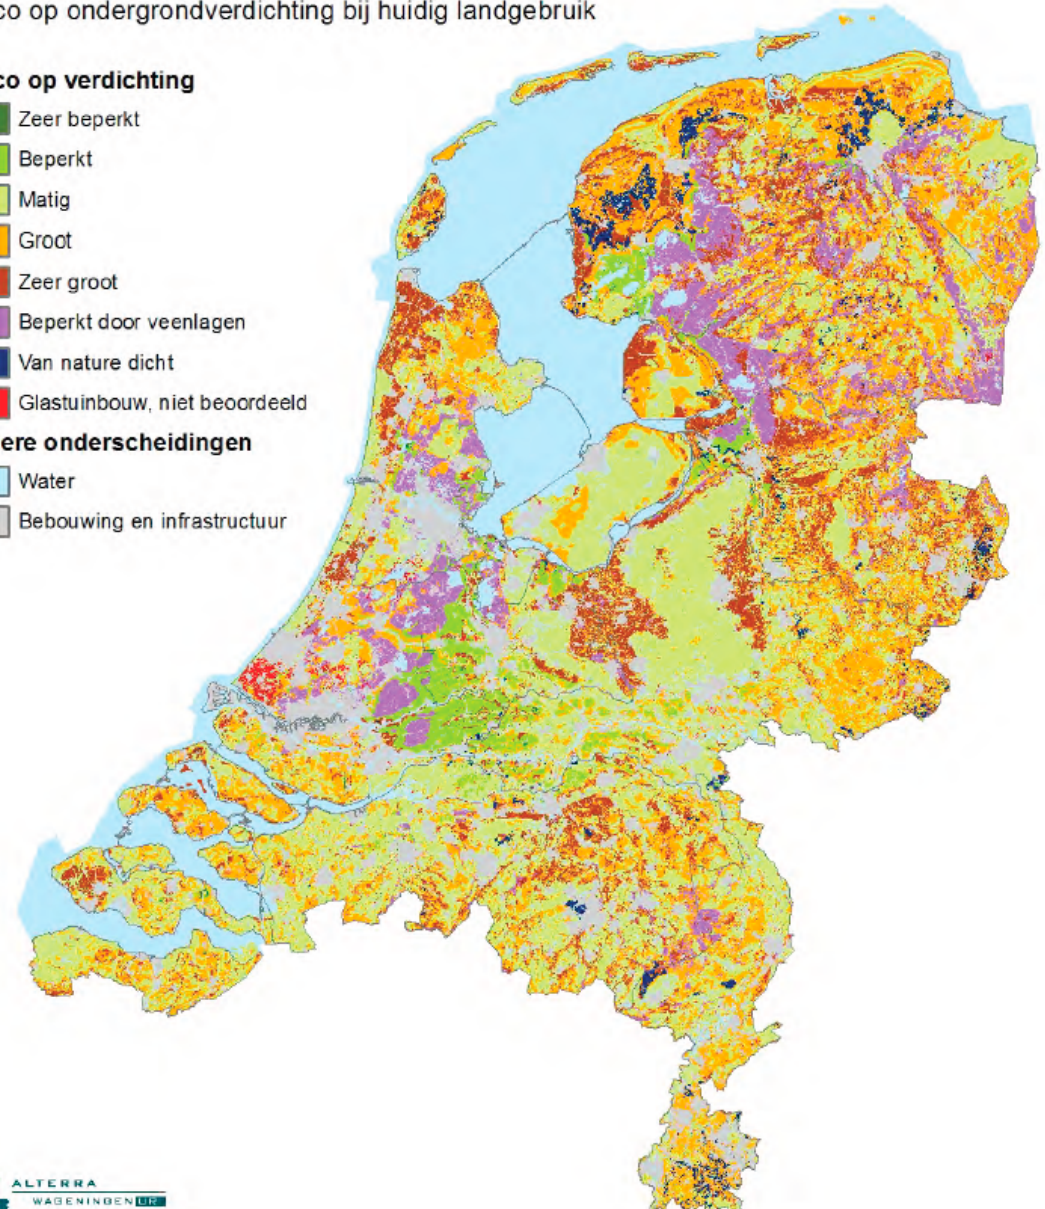 co op ondergrondverdichting bij huidig landgebruik
co op verdichting
Zeer beperkt
Beperkt
Matig
Groot
Zeer groot
Beperkt door veenlagen
Van nature dicht
Glastuinbouw, niet beoordeeld
ere onderscheidingen
Water
Bebouwing en infrastructuur
ALTERRA
WAGENINGEN UR